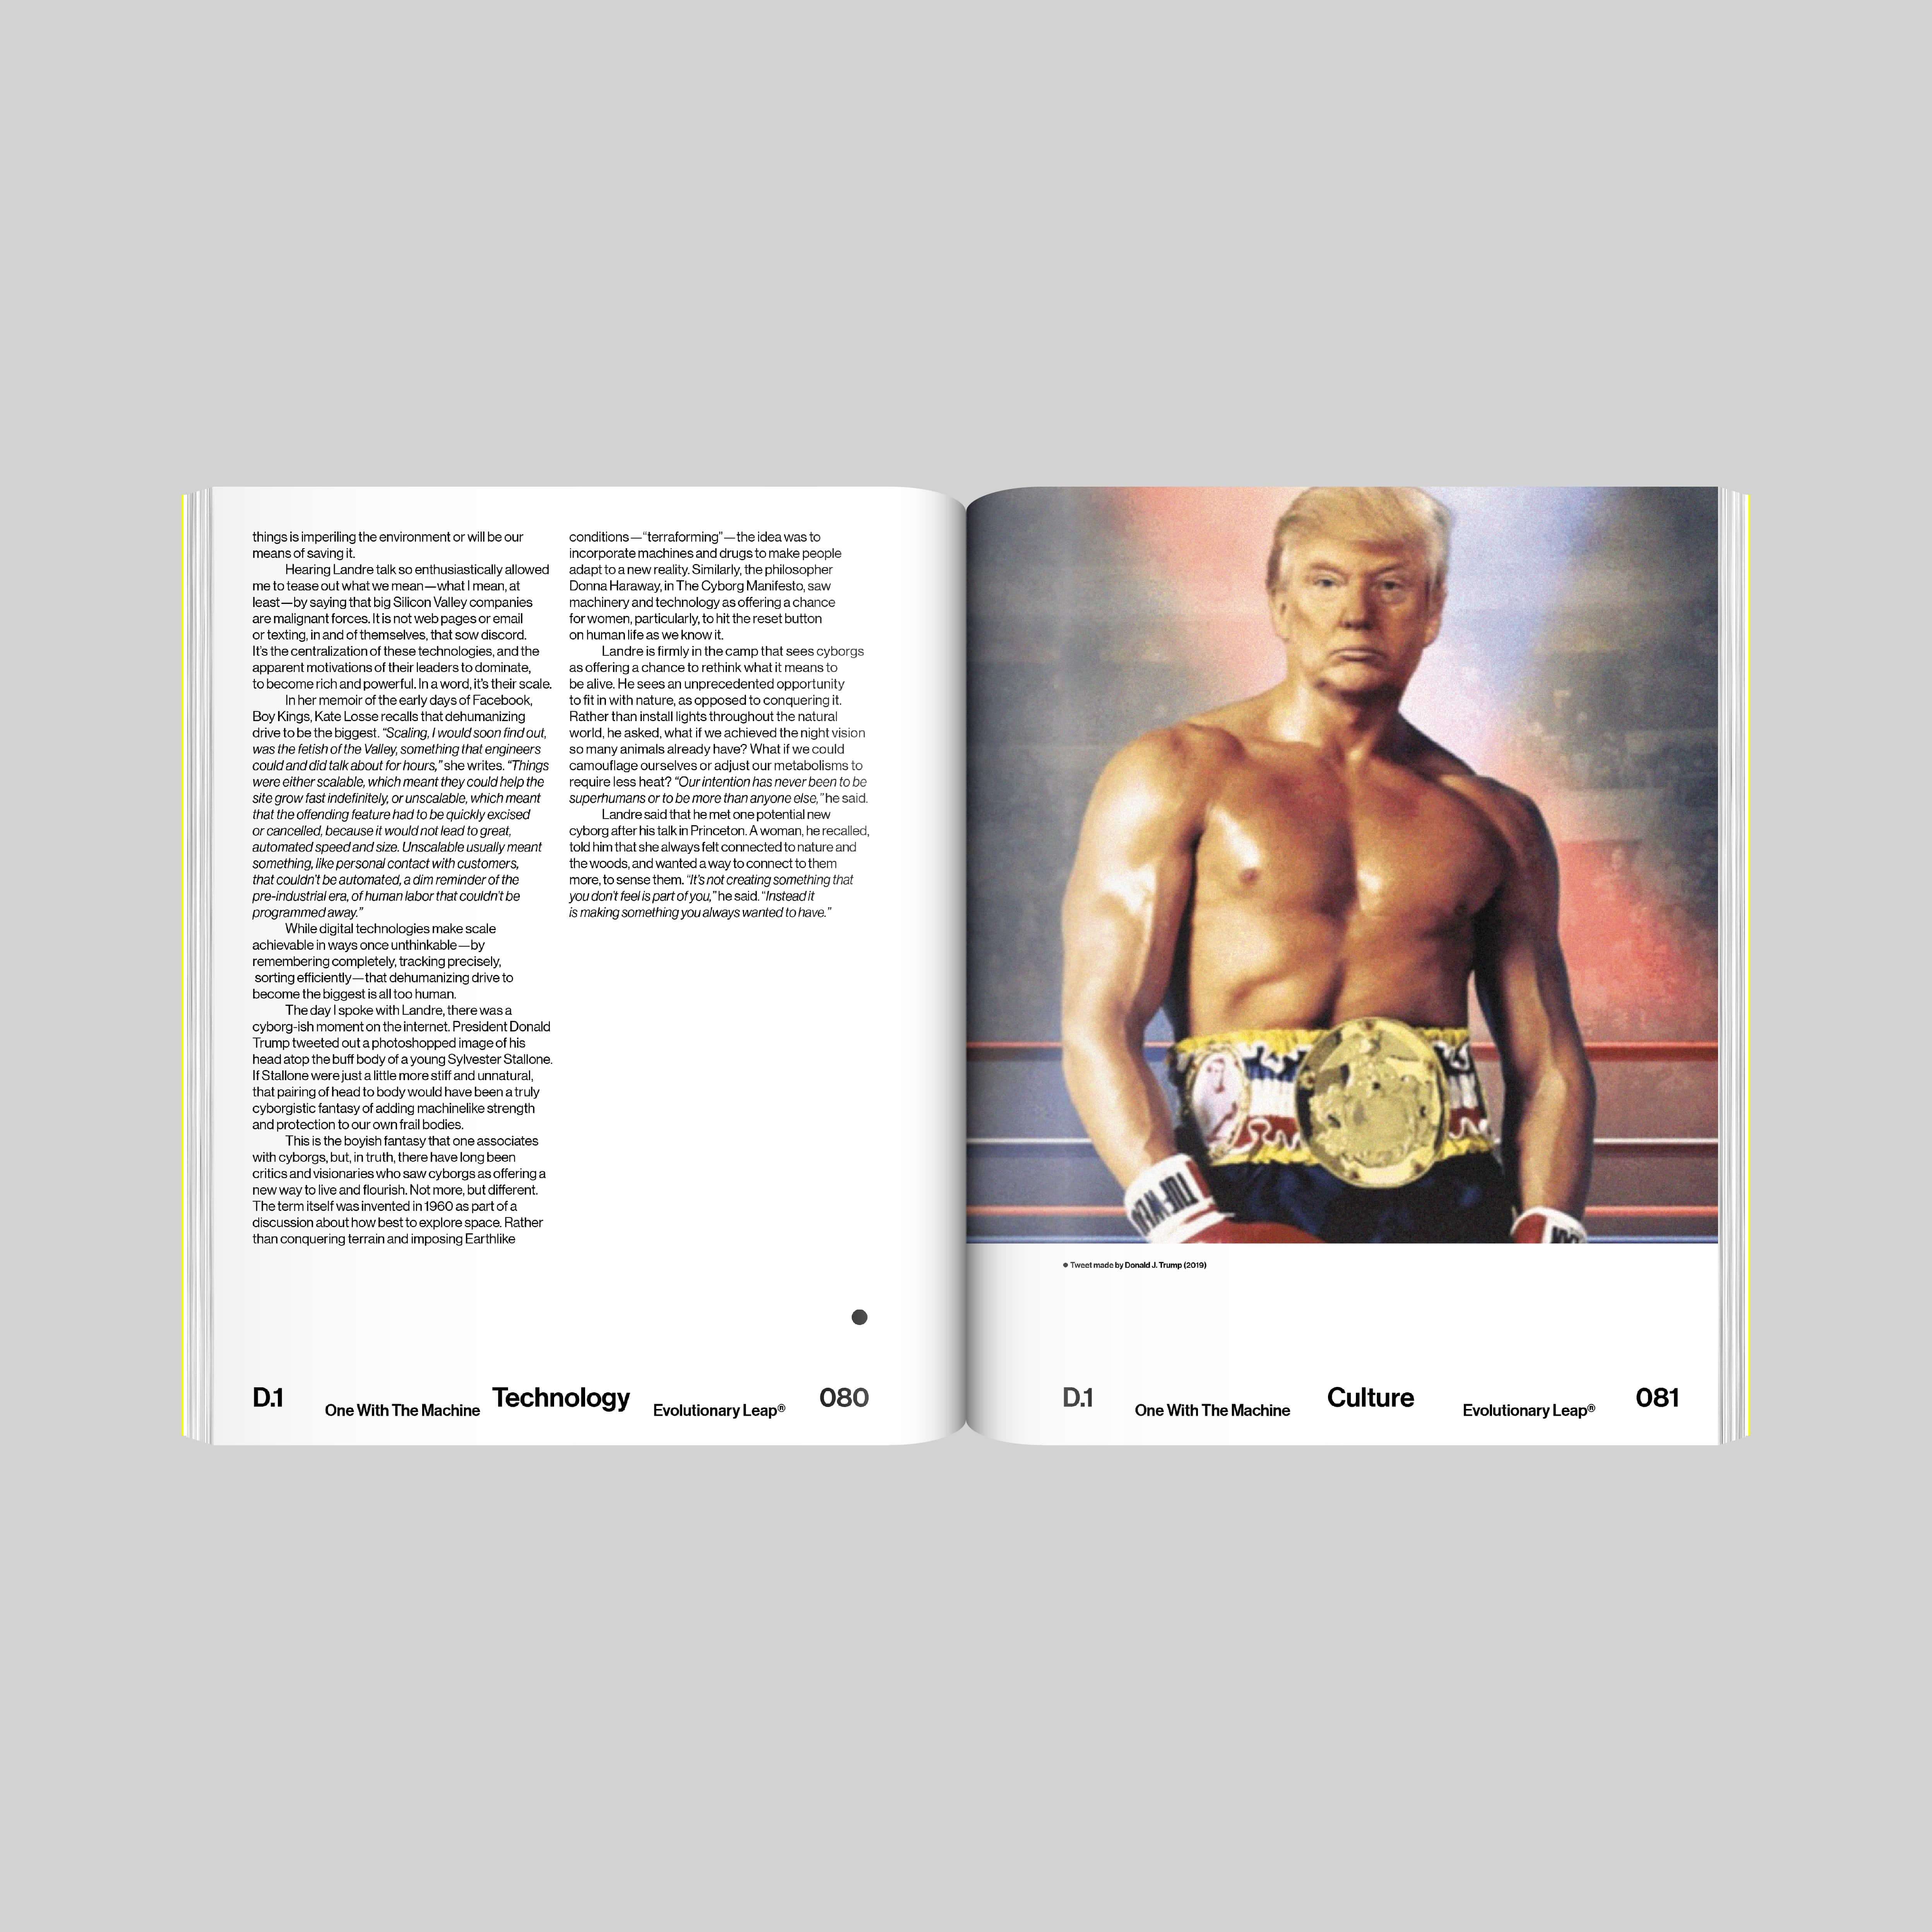 things is imperiling the environment or will be our
means of saving it.
Hearing Landre talk so enthusiastically allowed
me to tease out what we mean—what I mean, at
least—by saying that big Silicon Valley companies
are malignant forces. It is not web pages or email
or texting, in and of themselves, that sow discord.
It's the centralization of these technologies, and the
apparent motivations of their leaders to dominate,
to become rich and powerful. In a word, it's their scale.
In her memoir of the early days of Facebook,
Boy Kings, Kate Losse recalls that dehumanizing
drive to be the biggest. “Scaling, I would soon find out,
was the fetish of the Valley, something that engineers
could and did talk about for hours,” she writes. “Things
were either scalable, which meant they could help the
site grow fast indefinitely, or unscalable, which meant
that the offending feature had to be quickly excised
or cancelled, because it would not lead to great,
automated speed and size. Unscalable usually meant
something, like personal contact with customers,
that couldn't be automated, a dim reminder of the
pre-industrial era, of human labor that couldn't be
programmed away.”
While digital technologies make scale
achievable in ways once unthinkable—by
remembering completely, tracking precisely,
sorting efficiently—that dehumanizing drive to
become the biggest is all too human.
The day I spoke with Landre, there was a
cyborg-ish moment on the internet. President Donald
Trump tweeted out a photoshopped image of his
head atop the buff body of a young Sylvester Stallone.
If Stallone were just a little more stiff and unnatural,
that pairing of head to body would have been a truly
cyborgistic fantasy of adding machinelike strength
and protection to our own frail bodies.
This is the boyish fantasy that one associates
with cyborgs, but, in truth, there have long been
critics and visionaries who saw cyborgs as offering a
new way to live and flourish. Not more, but different.
The term itself was invented in 1960 as part of a
discussion about how best to explore space. Rather
than conquering terrain and imposing Earthlike
conditions—“terraforming”—the idea was to
incorporate machines and drugs to make people
adapt to a new reality. Similarly, the philosopher
Donna Haraway, in The Cyborg Manifesto, saw
machinery and technology as offering a chance
for women, particularly, to hit the reset button
on human life as we know it.
Landre is firmly in the camp that sees cyborgs
as offering a chance to rethink what it means to
be alive. He sees an unprecedented opportunity
to fit in with nature, as opposed to conquering it.
Rather than install lights throughout the natural
world, he asked, what if we achieved the night vision
so many animals already have? What if we could
camouflage ourselves or adjust our metabolisms to
require less heat? “Our intention has never been to be
superhumans or to be more than anyone else,” he said.
Landre said that he met one potential new
cyborg after his talk in Princeton. A woman, he recalled,
told him that she always felt connected to nature and
the woods, and wanted a way to connect to them
more, to sense them. “It's not creating something that
you don't feel is part of you,” he said. “Instead it
is making something you always wanted to have.”
D.1 One With The Machine Technology Evolutionary Leap® 080
TUF-WEAR
● Tweet made by Donald J. Trump (2019)
D.1 One With The Machine Culture Evolutionary Leap® 081